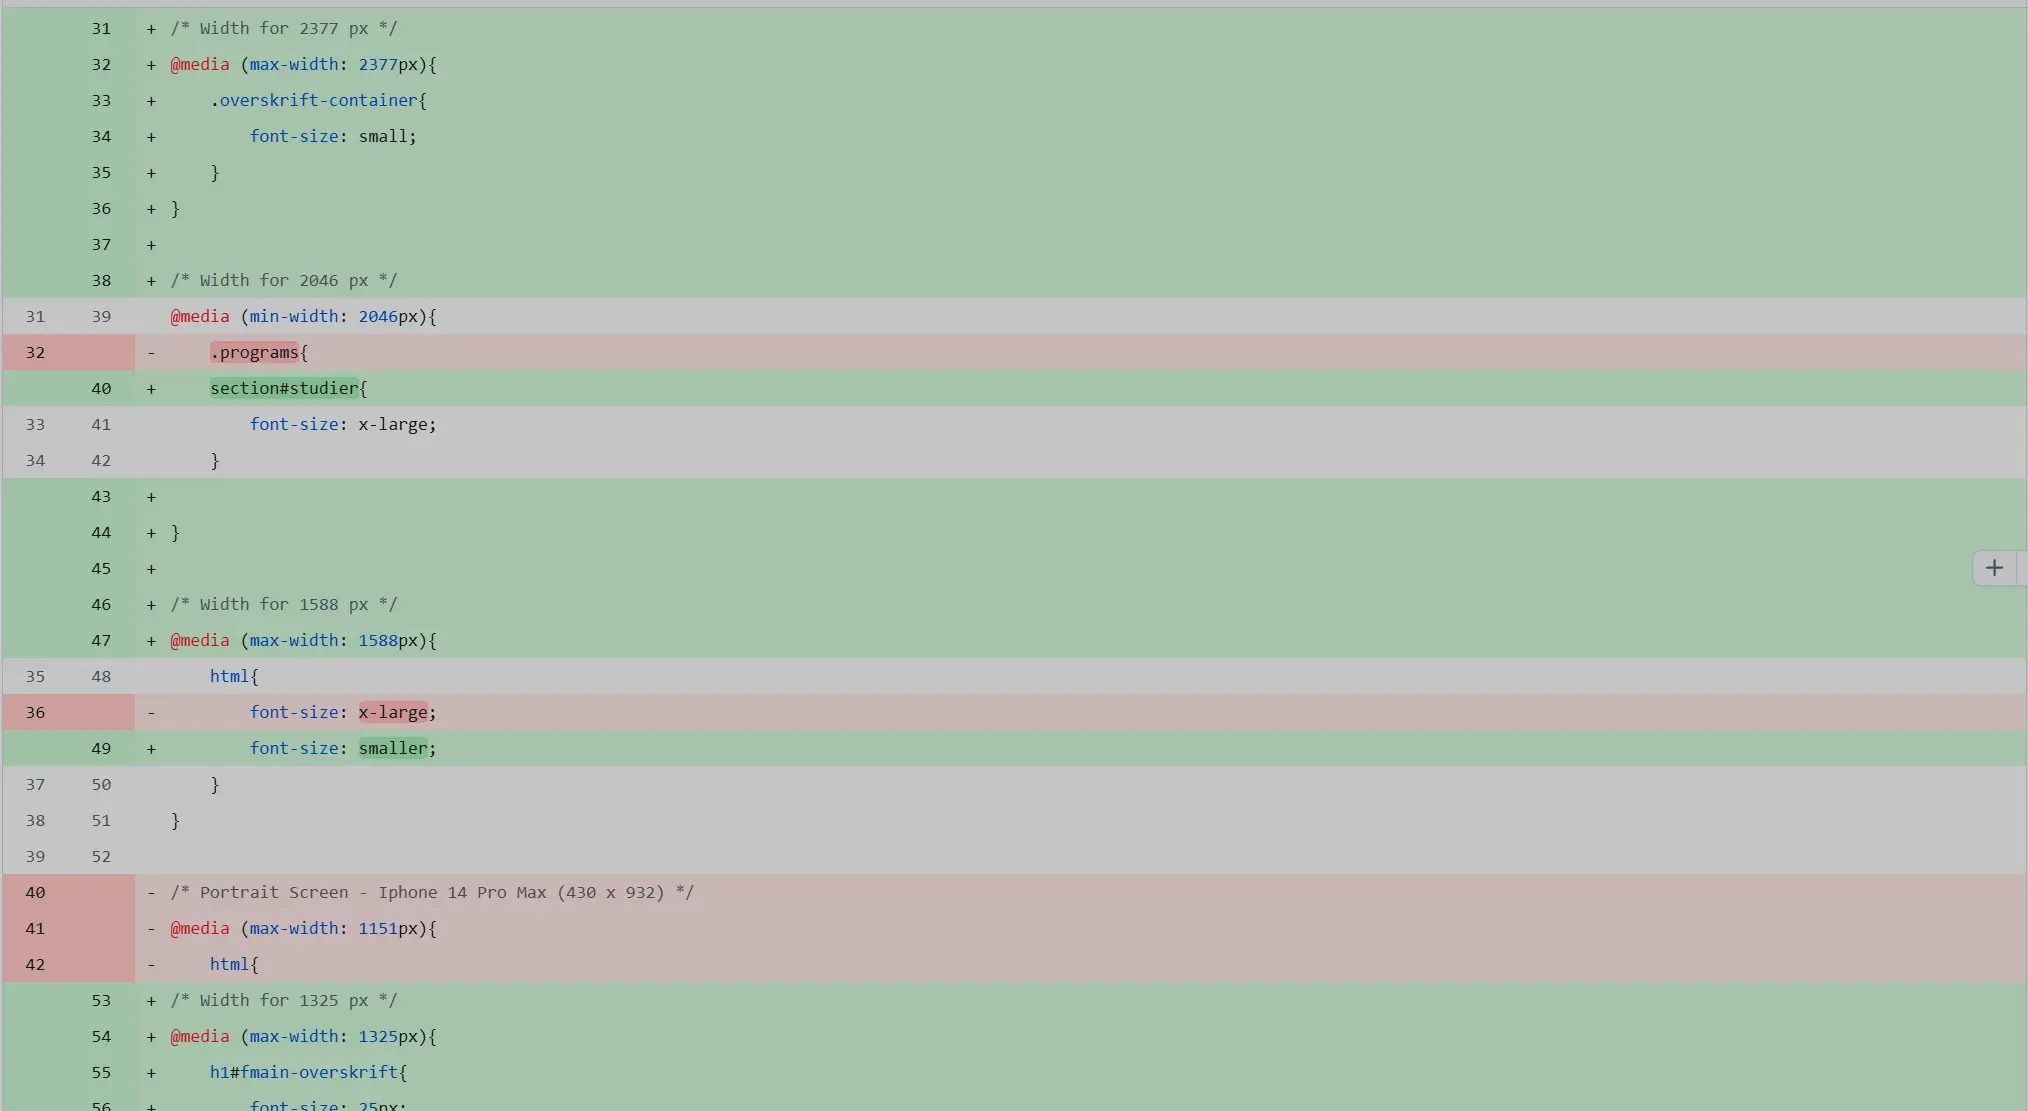 31 + /* Width for 2377 px */
32 + @media (max-width: 2377px){
33 + .overskrift-container{
34 + font-size: small;
35 + }
36 + }
37 +
38 + /* Width for 2046 px */
31 39 @media (min-width: 2046px){
32 - .programs{
40 + section#studier{
33 41 font-size: x-large;
34 42 }
43 +
44 + }
45 +
46 + /* Width for 1588 px */
47 + @media (max-width: 1588px){
35 48 html{
36 - font-size: x-large;
49 + font-size: smaller;
37 50 }
38 51 }
39 52
40 - /* Portrait Screen - Iphone 14 Pro Max (430 x 932) */
41 - @media (max-width: 1151px){
42 - html{
53 + /* Width for 1325 px */
54 + @media (max-width: 1325px){
55 + h1#fmain-overskrift{
56 + font-size: 25px;